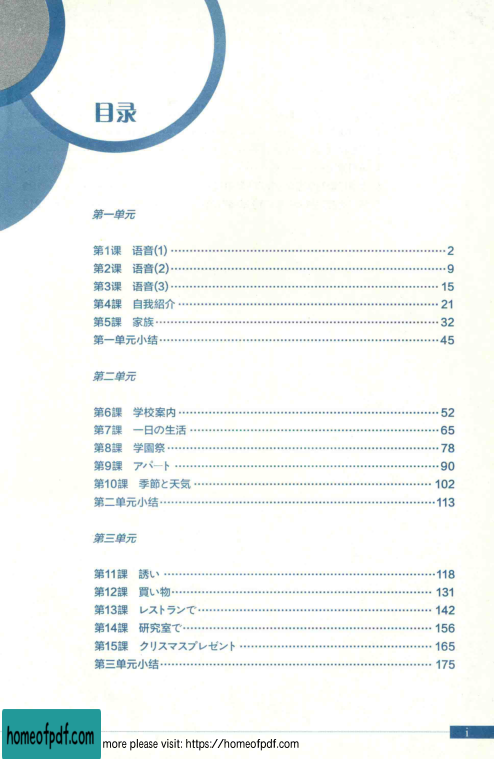 目录
第一单元
第1课 语音(1) 2
第2课 语音(2) 9
第3课 语音(3) 15
第4課 自我紹介 21
第5課 家族 32
第一单元小结 45
第二单元
第6課 学校案内 52
第7課 一日の生活 65
第8課 学園祭 78
第9課 アパート 90
第10課 季節と天気 102
第二单元小结 113
第三单元
第11課 誘い 118
第12課 買い物 131
第13課 レストランで 142
第14課 研究室で 156
第15課 クリスマスプレゼント 165
第三单元小结 175
i
homeofpdf.com more please visit: https://homeofpdf.com